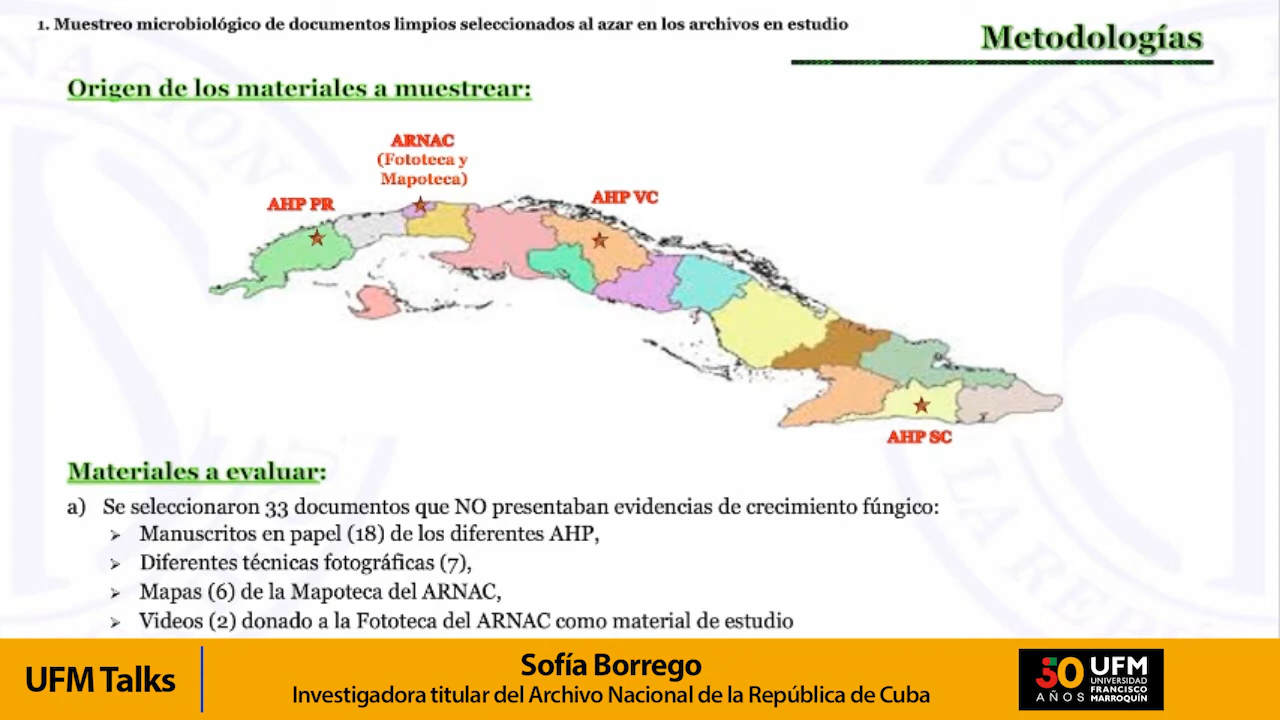 1. Muestreo microbiológico de documentos limpios seleccionados al azar en los archivos en estudio
Metodologías
Origen de los materiales a muestrear:
ARNAC
(Fototeca y
Mapoteca)
AHP PR
AHP VC
AHP SC
Materiales a evaluar:
a) Se seleccionaron 33 documentos que NO presentaban evidencias de crecimiento fúngico:
➢ Manuscritos en papel (18) de los diferentes AHP,
➢ Diferentes técnicas fotográficas (7),
➢ Mapas (6) de la Mapoteca del ARNAC,
➢ Videos (2) donado a la Fototeca del ARNAC como material de estudio
UFM Talks
Sofía Borrego
Investigadora titular del Archivo Nacional de la República de Cuba
50
AÑOS
UFM
UNIVERSIDAD
FRANCISCO
MARROQUÍN